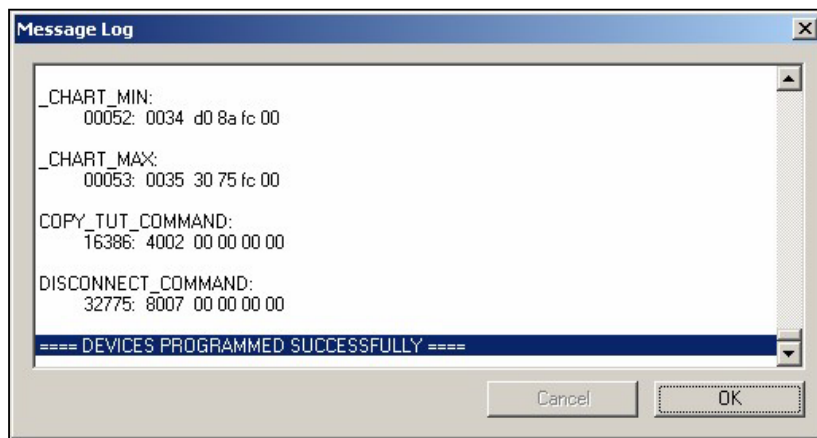 Message Log
_CHART_MIN:
00052: 0034 d0 8a fc 00
_CHART_MAX:
00053: 0035 30 75 fc 00
COPY_TUT_COMMAND:
16386: 4002 00 00 00 00
DISCONNECT_COMMAND:
32775: 8007 00 00 00 00
==== DEVICES PROGRAMMED SUCCESSFULLY ====
Cancel
OK